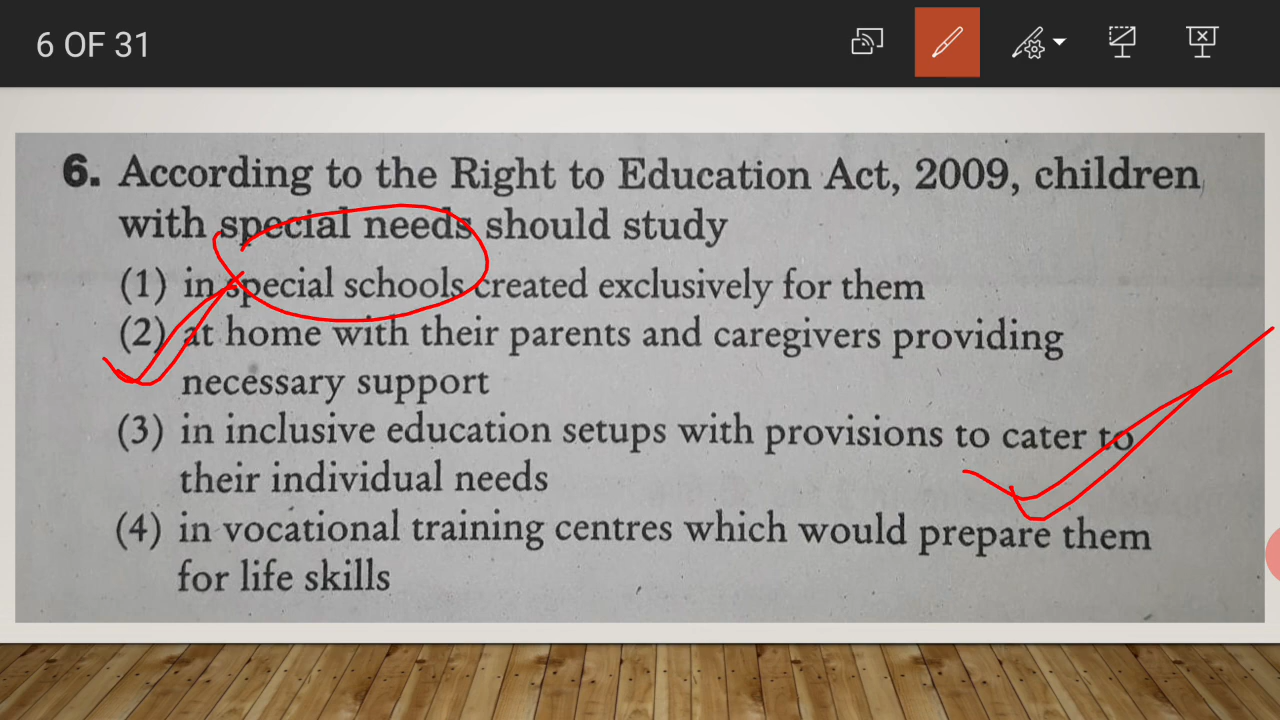 6 OF 31
6. According to the Right to Education Act, 2009, children
with special needs should study
(1) in special schools created exclusively for them
(2) at home with their parents and caregivers providing
necessary support
(3) in inclusive education setups with provisions to cater to
their individual needs
(4) in vocational training centres which would prepare them
for life skills